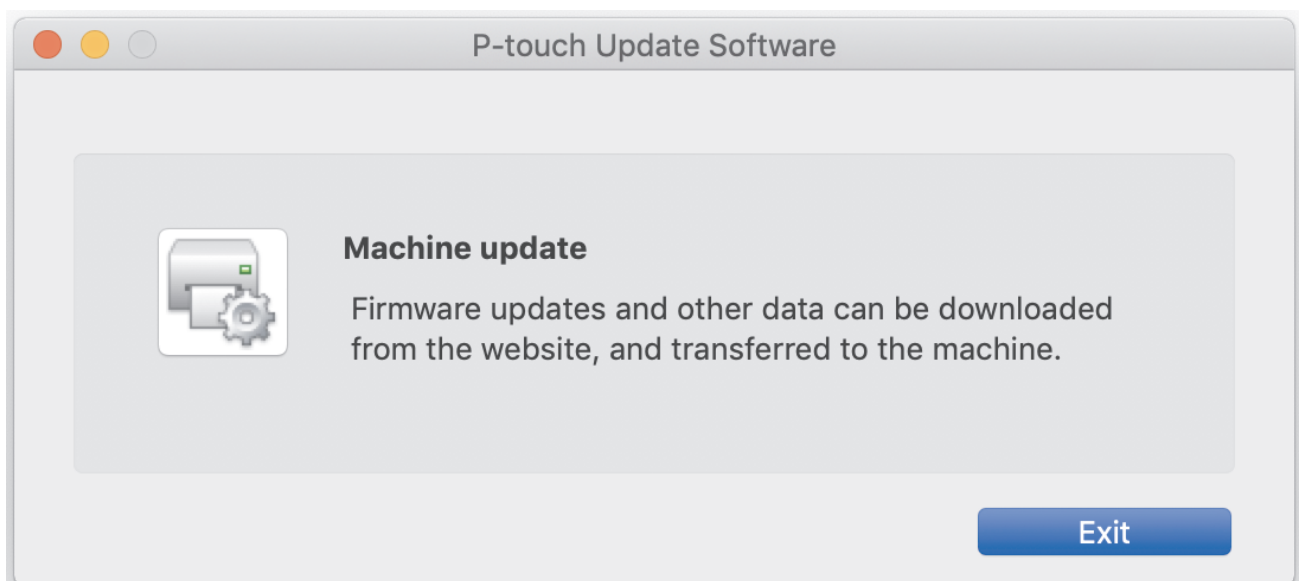 P-touch Update Software
Machine update
Firmware updates and other data can be downloaded
from the website, and transferred to the machine.
Exit